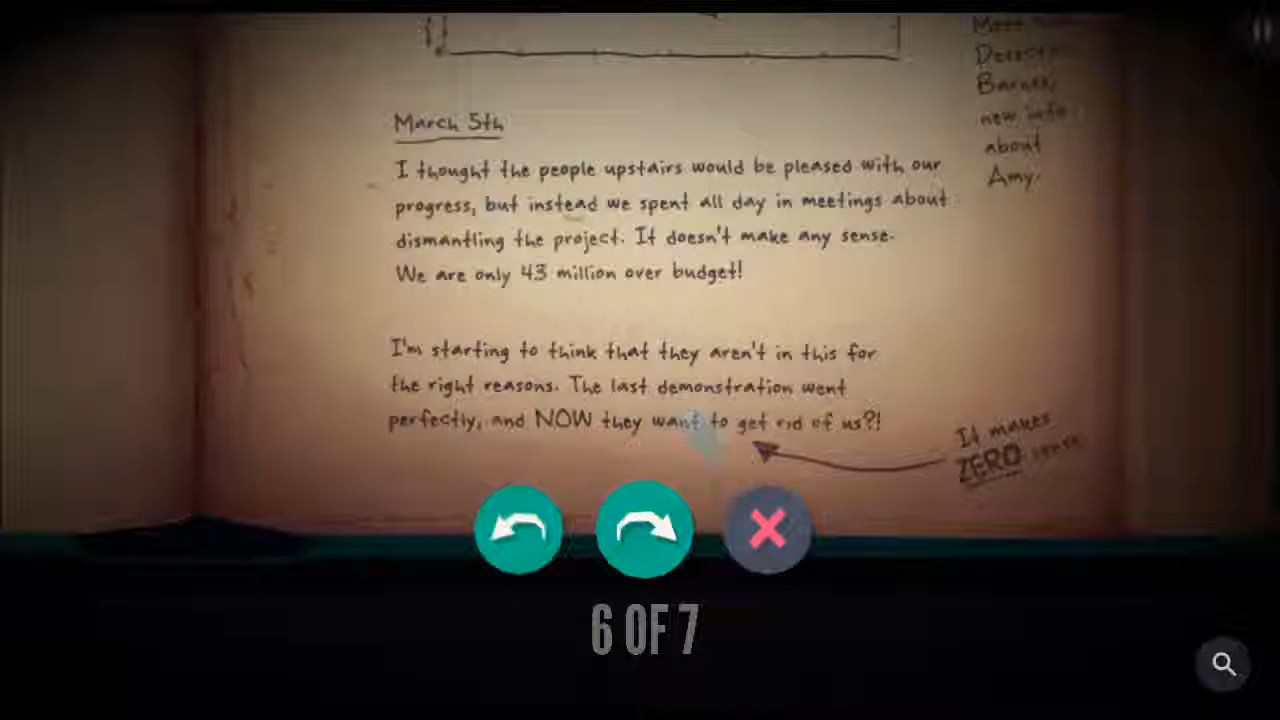 March 5th
I thought the people upstairs would be pleased with our
progress, but instead we spent all day in meetings about
dismantling the project. It doesn't make any sense.
We are only 43 million over budget!
I'm starting to think that they aren't in this for
the right reasons. The last demonstration went
perfectly, and NOW they want to get rid of us?!
new info
about
Amy.
It makes
ZERO
6 OF 7